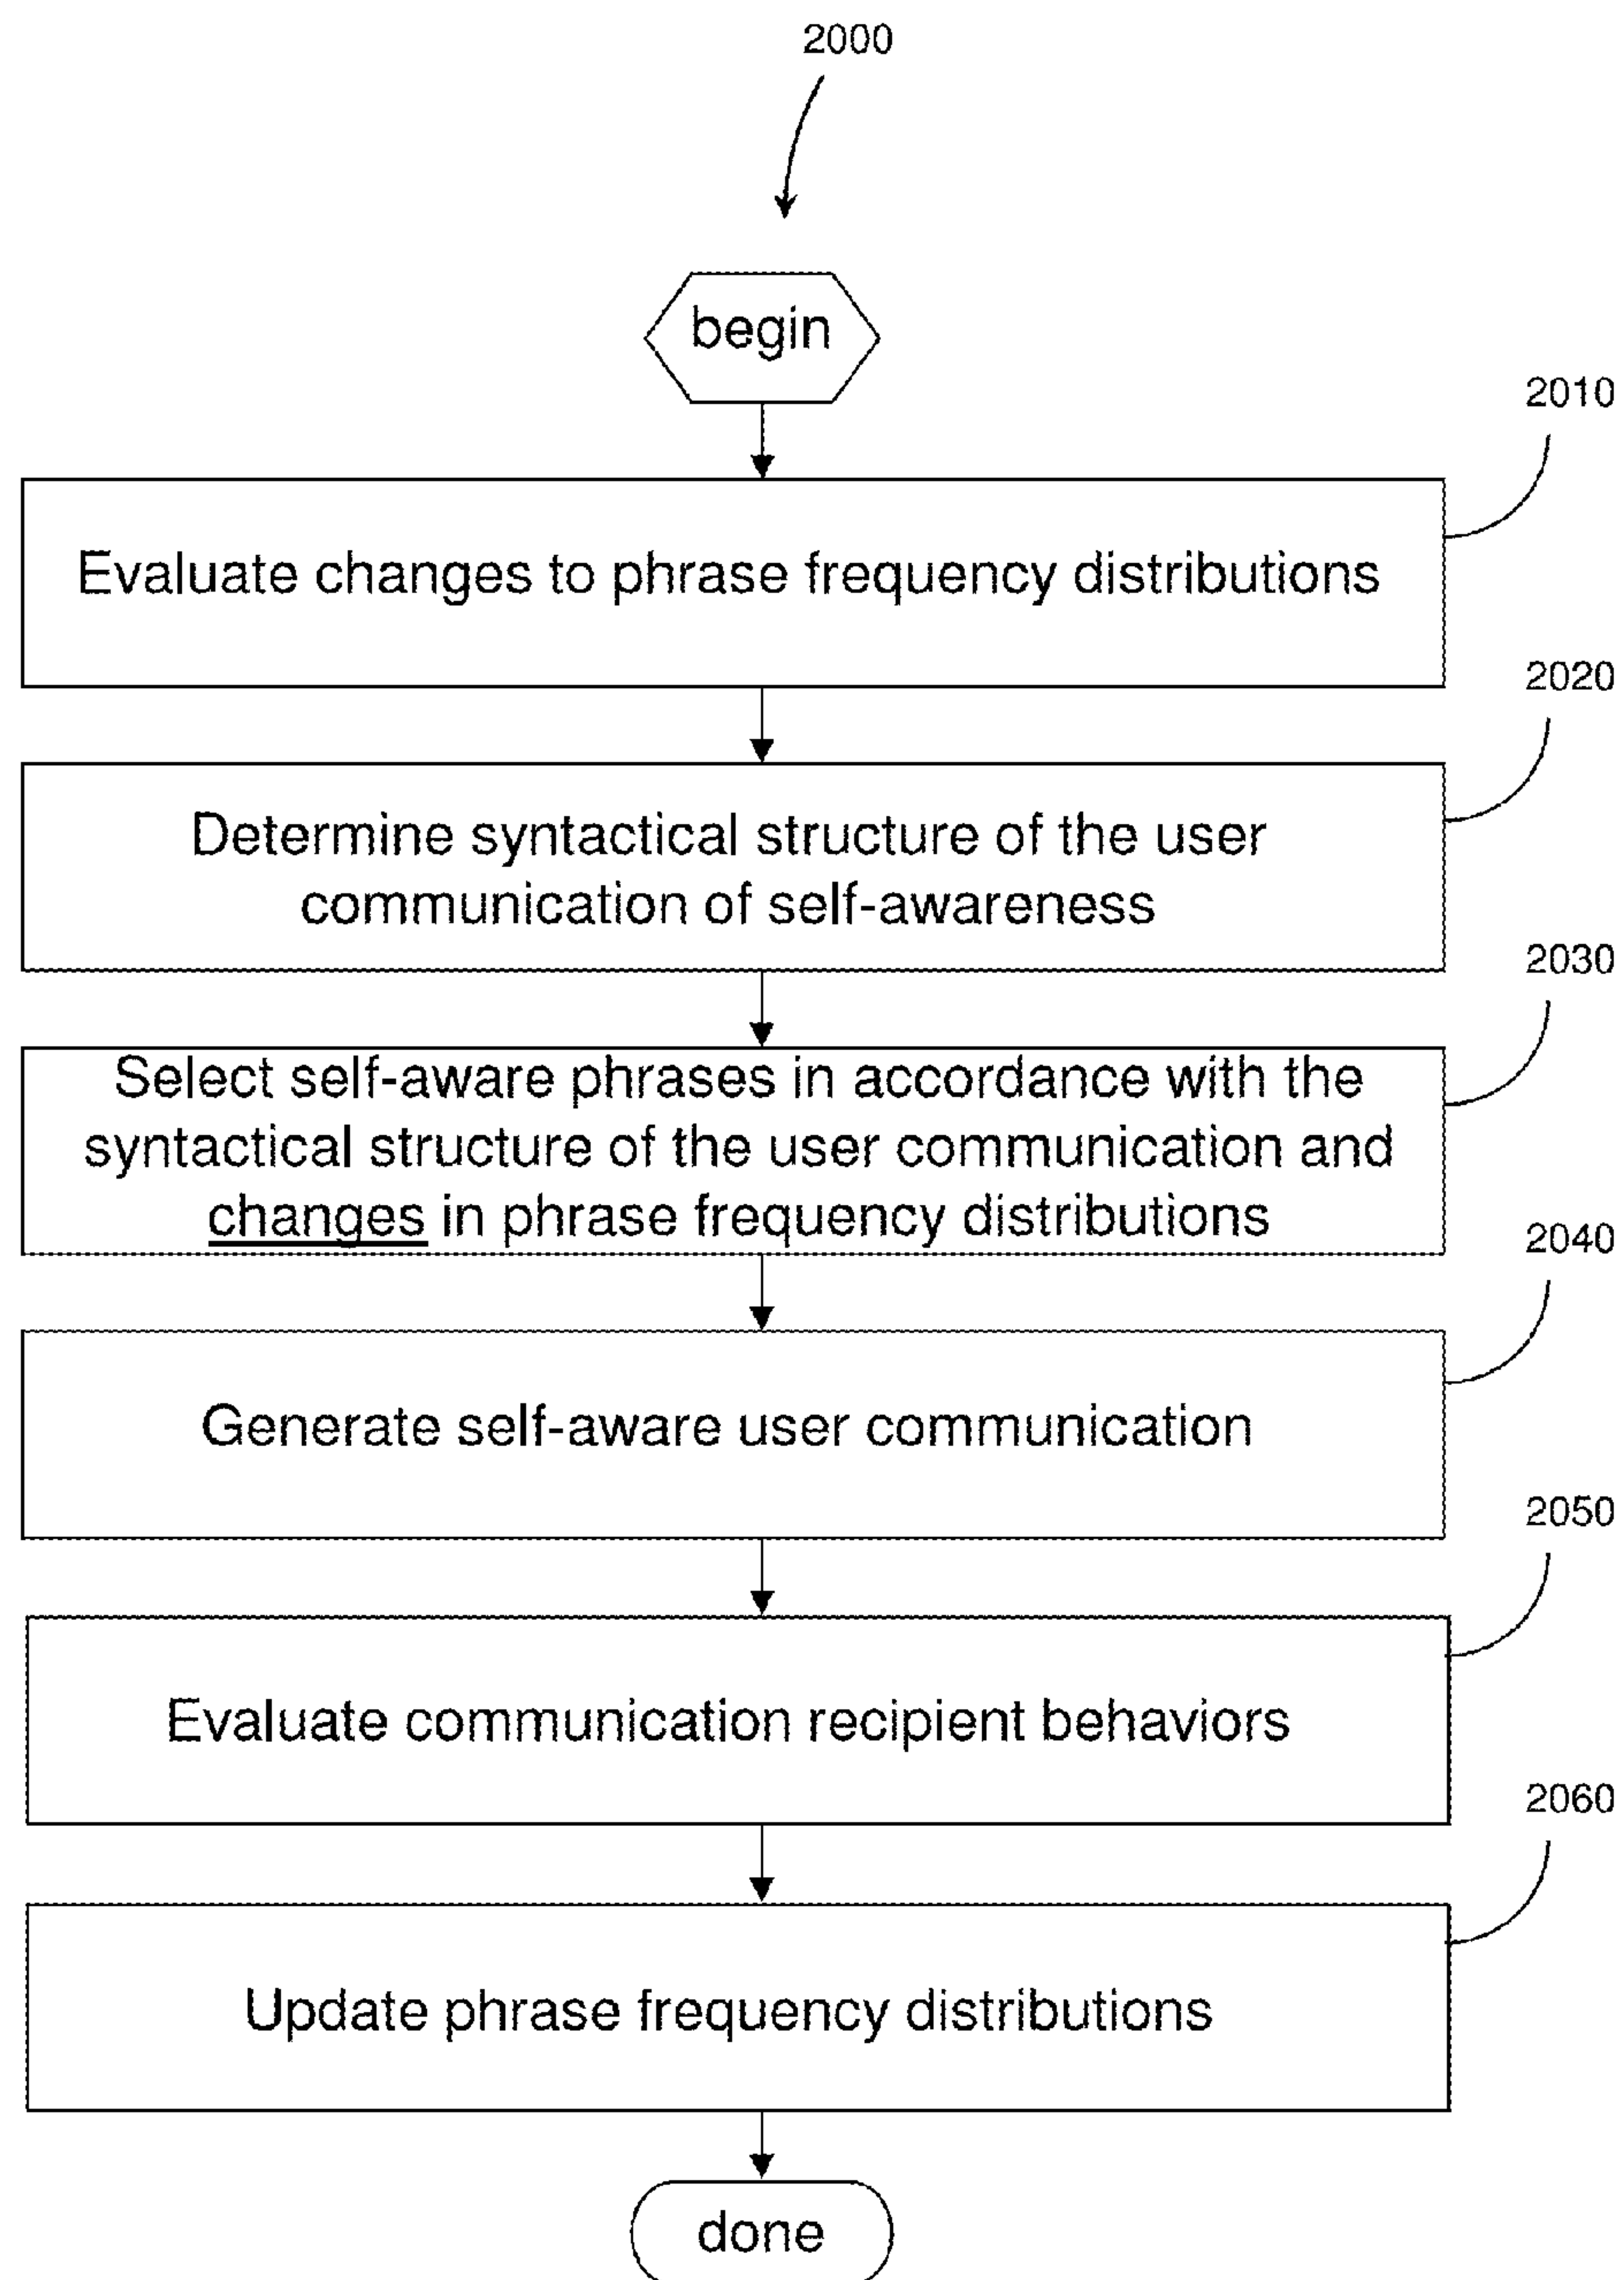 2000
begin
2010
Evaluate changes to phrase frequency distributions
2020
Determine syntactical structure of the user
communication of self-awareness
2030
Select self-aware phrases in accordance with the
syntactical structure of the user communication and
changes in phrase frequency distributions
2040
Generate self-aware user communication
2050
Evaluate communication recipient behaviors
2060
Update phrase frequency distributions
done